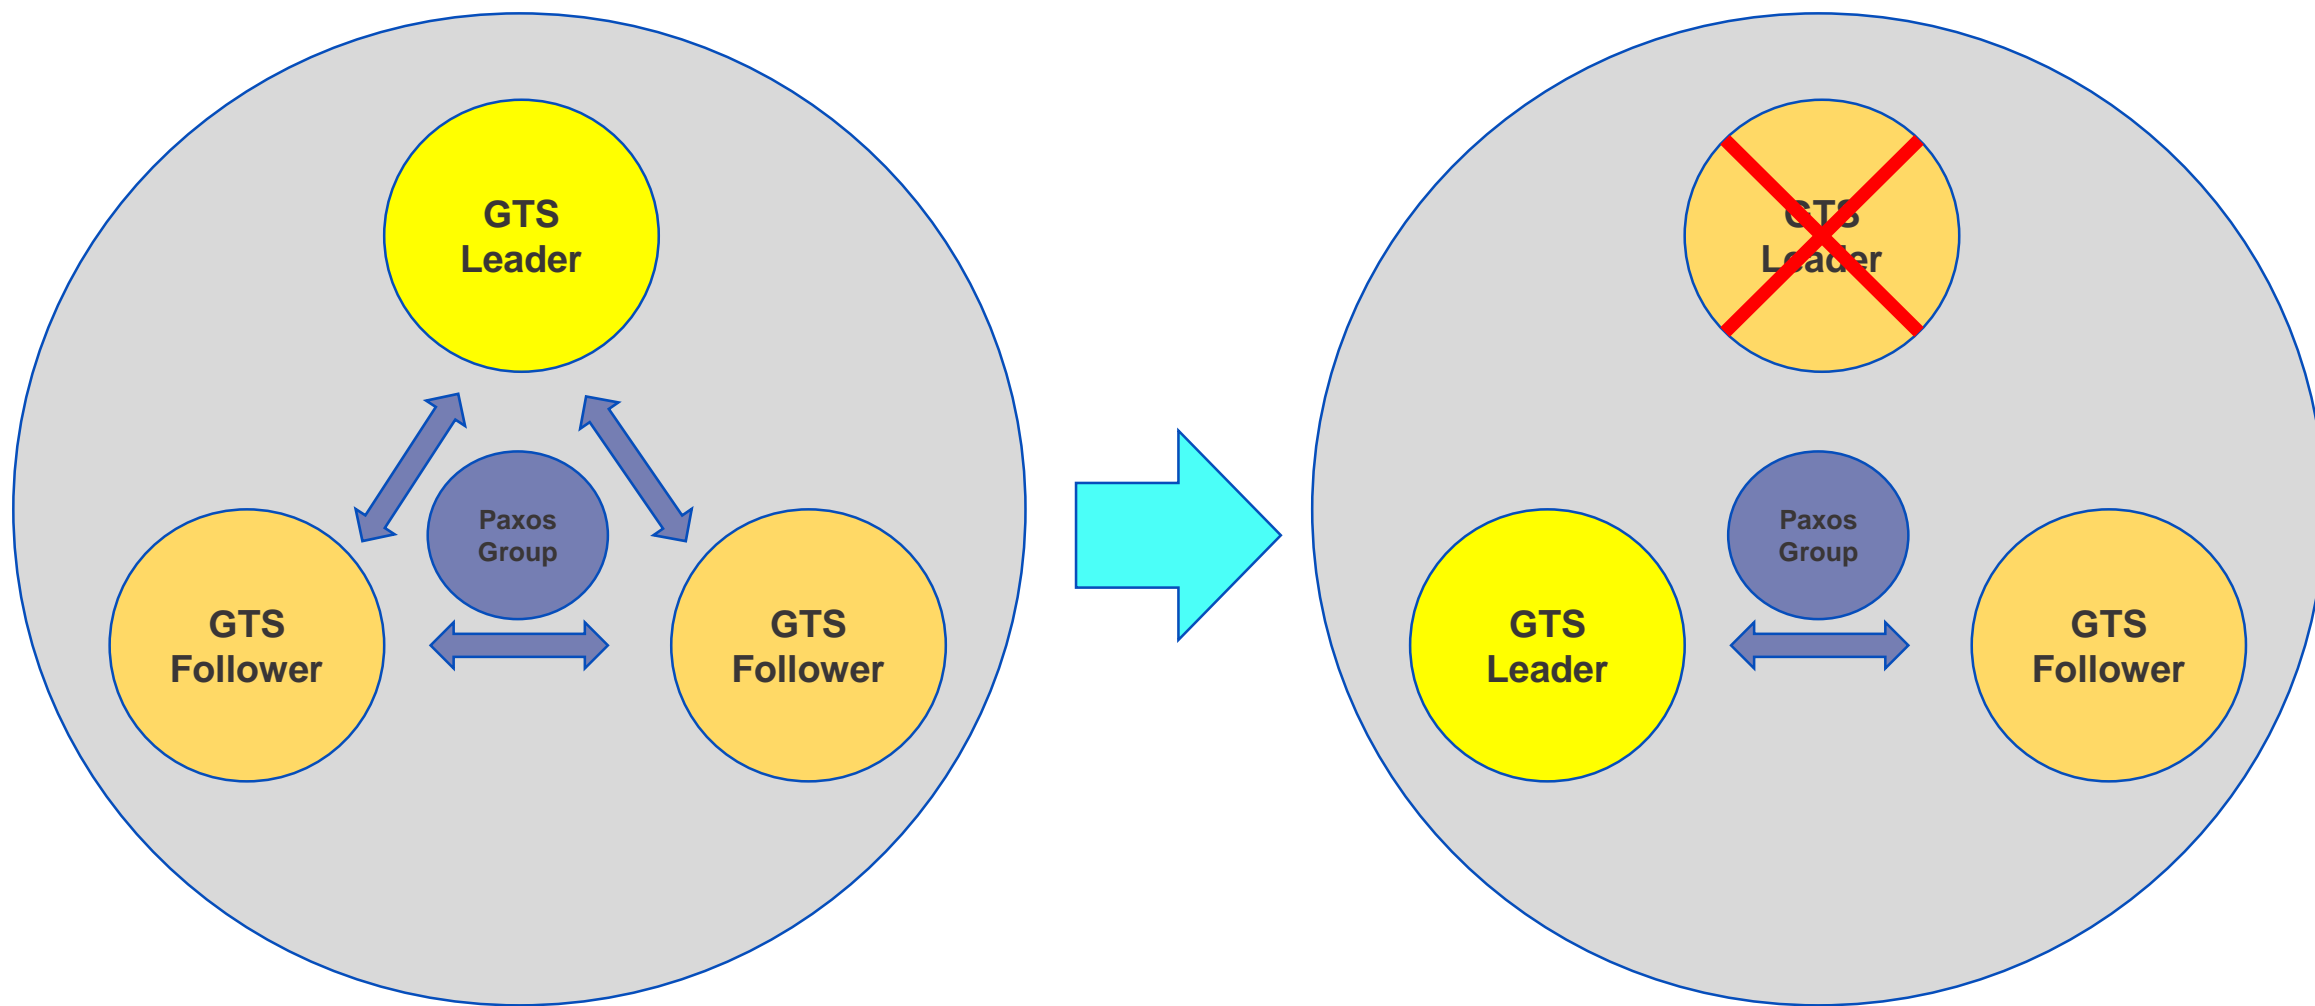 GTS
Leader
Paxos
Group
GTS
Follower
GTS
Follower
GTS
Leader
Paxos
Group
GTS
Leader
GTS
Follower